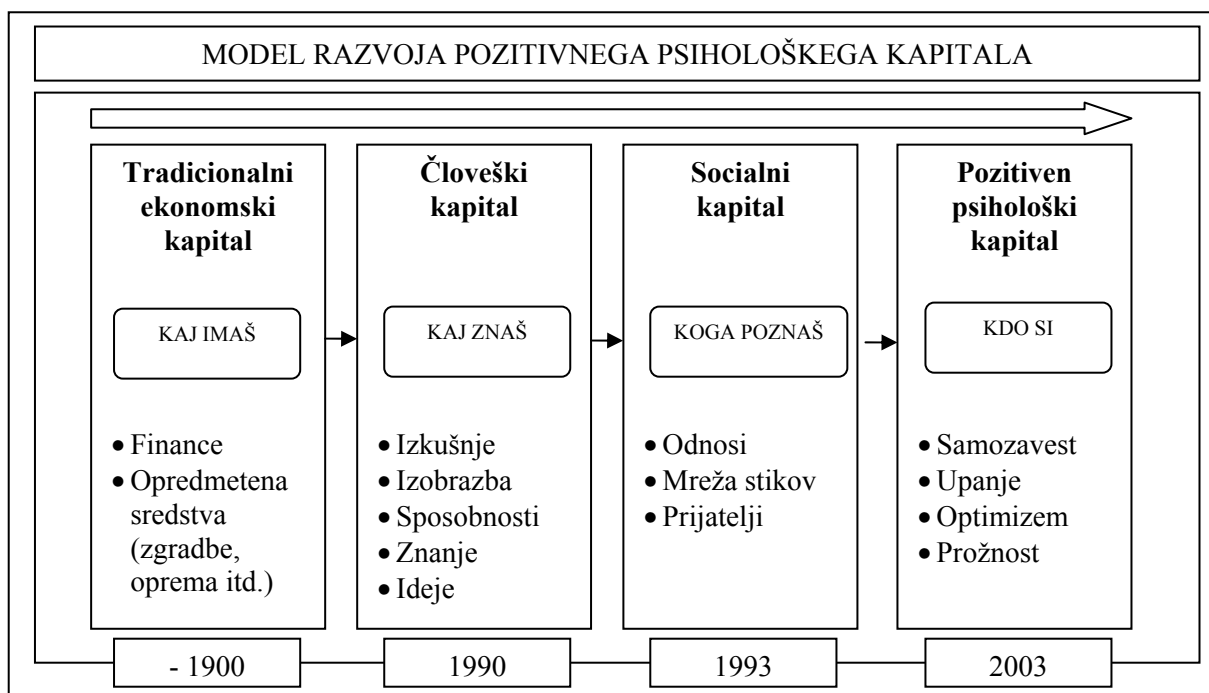 MODEL RAZVOJA POZITIVNEGA PSIHOLOŠKEGA KAPITALA
Tradicionalni
ekonomski
kapital
KAJ IMAŠ
• Finance
• Opredmetena
sredstva
(zgradbe,
oprema itd.)
- 1900
Človeški
kapital
KAJ ZNAŠ
• Izkušnje
• Izobrazba
• Sposobnosti
• Znanje
• Ideje
1990
Socialni
kapital
KOGA POZNAŠ
• Odnosi
• Mreža stikov
• Prijatelji
1993
Pozitiven
psihološki
kapital
KDO SI
• Samozavest
• Upanje
• Optimizem
• Prožnost
2003